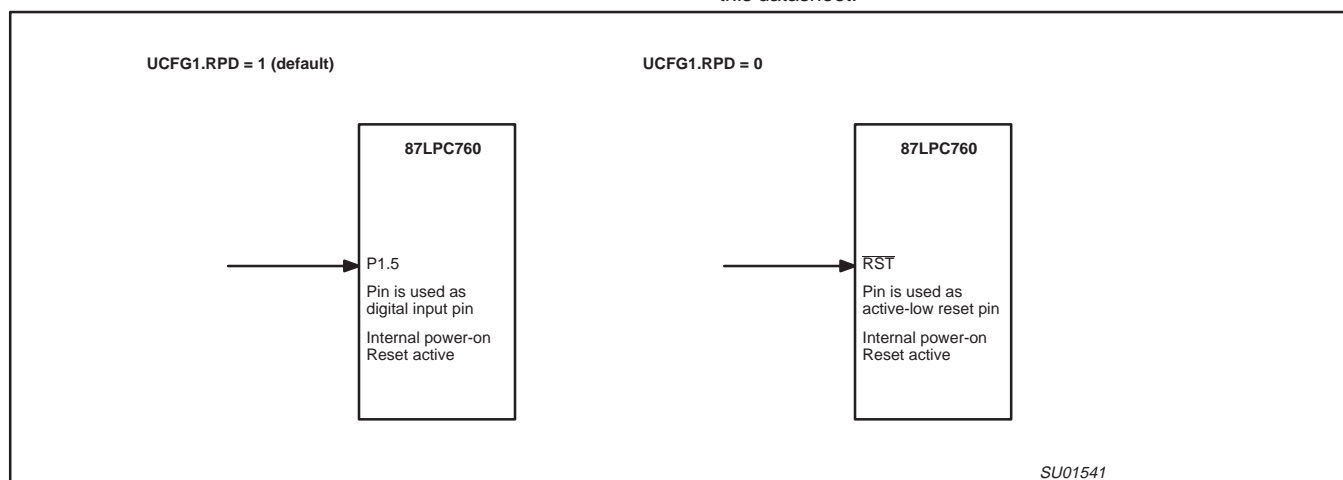 this datasheet.
UCFG1.RPD = 1 (default)
UCFG1.RPD = 0
87LPC760
P1.5
Pin is used as
digital input pin
Internal power-on
Reset active
87LPC760
RST
Pin is used as
active-low reset pin
Internal power-on
Reset active
SU01541